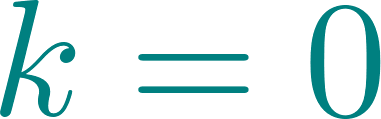 k = 0